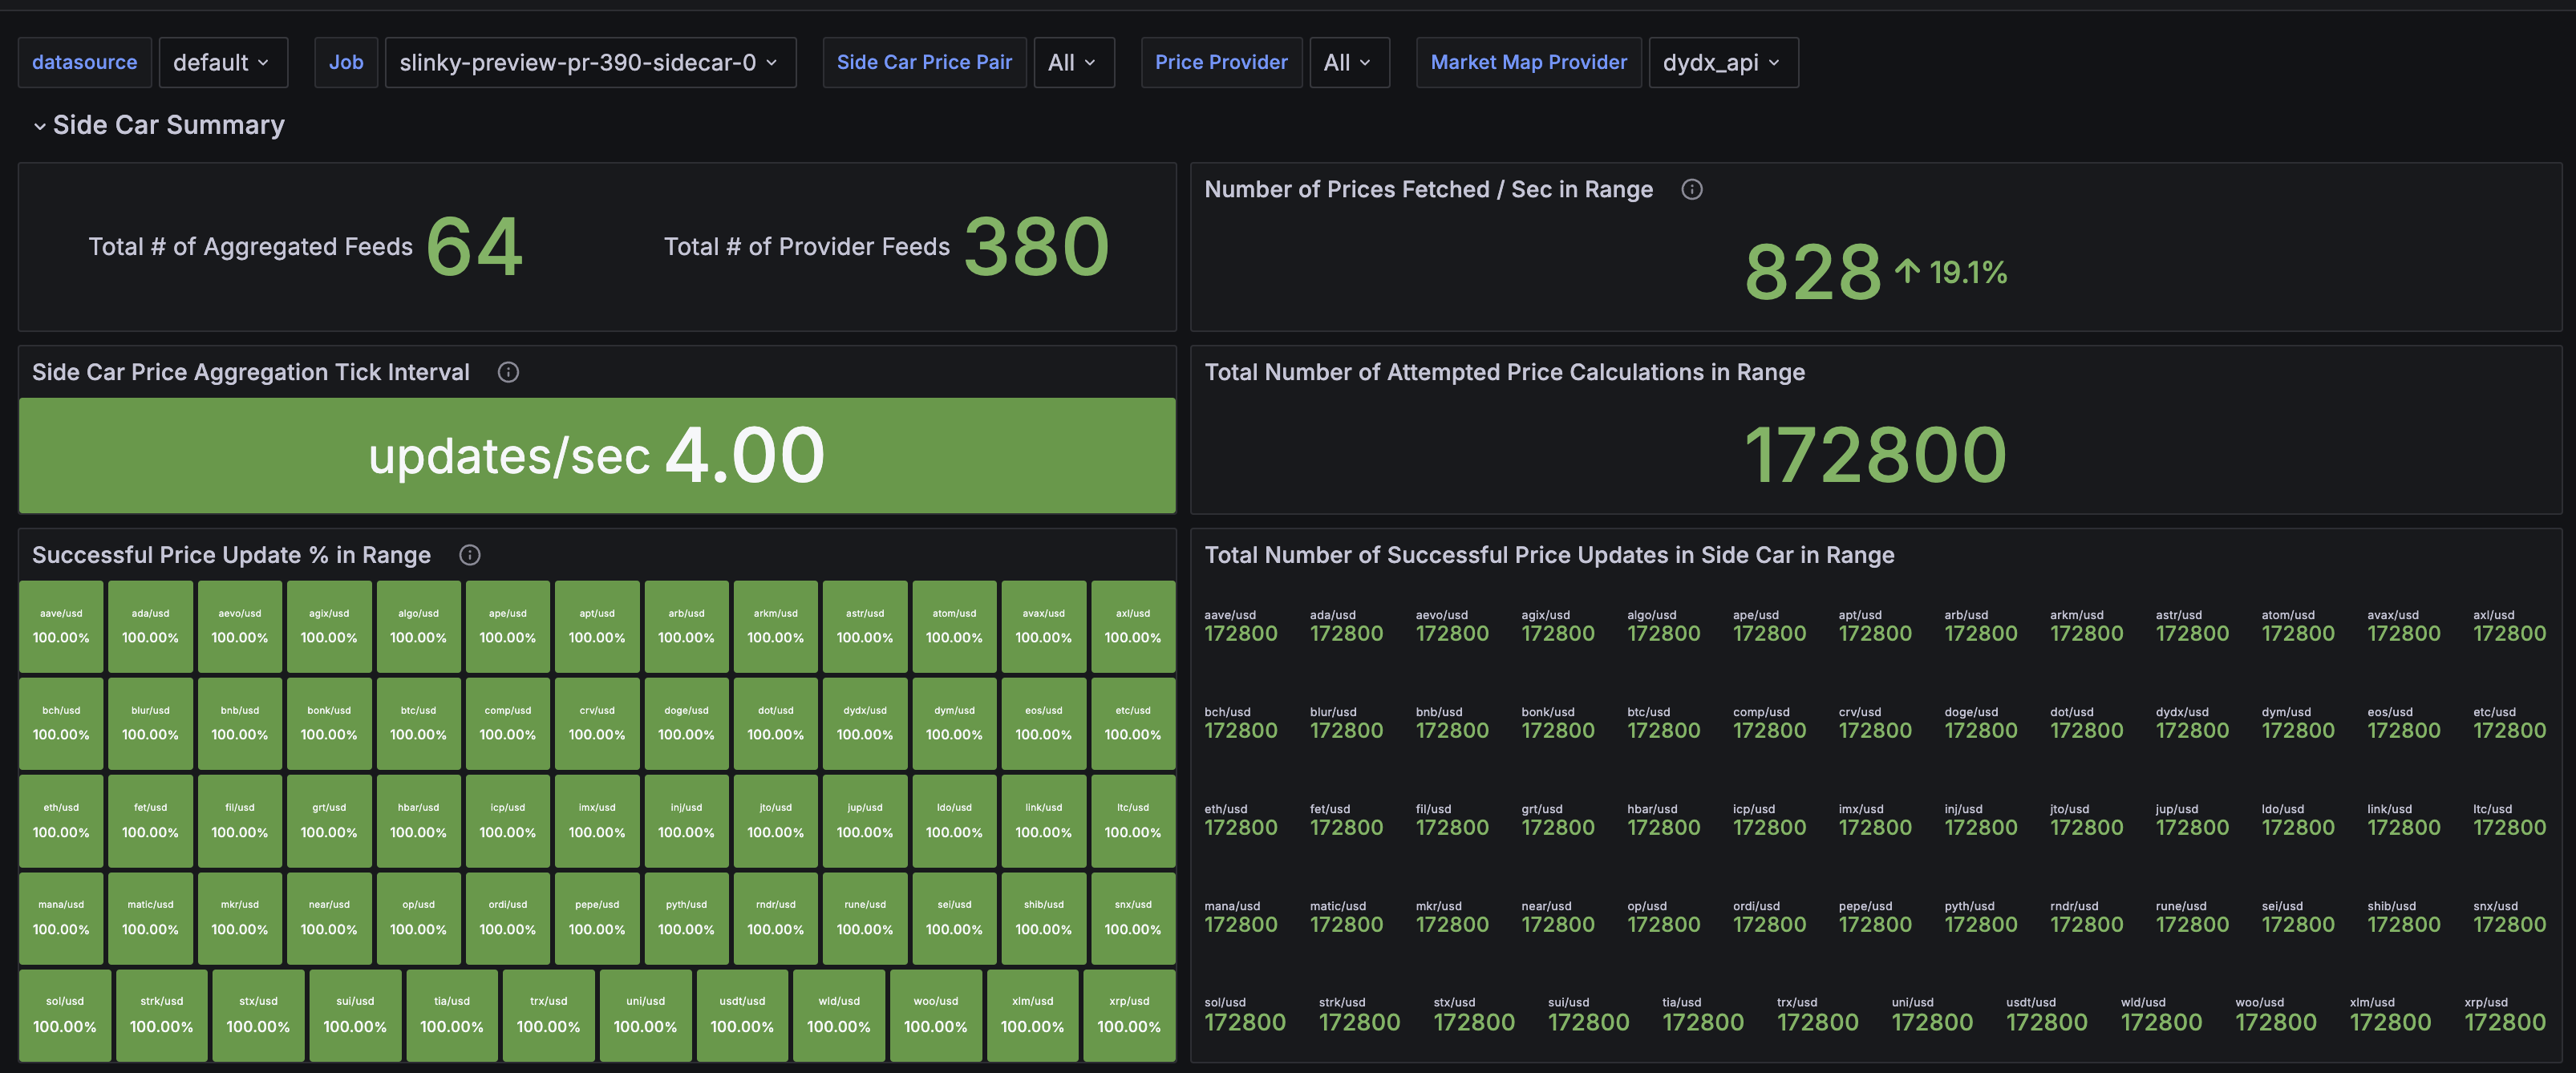 datasource default Job slinky-preview-pr-390-sidecar-0 Side Car Price Pair All Price Provider All Market Map Provider dydx_api
Side Car Summary
Total # of Aggregated Feeds 64 Total # of Provider Feeds 380
Number of Prices Fetched / Sec in Range
828 19.1%
Side Car Price Aggregation Tick Interval
updates/sec 4.00
Total Number of Attempted Price Calculations in Range
172800
Successful Price Update % in Range
aave/usd ada/usd aevo/usd agix/usd algo/usd ape/usd apt/usd arb/usd arkm/usd astr/usd atom/usd avax/usd axl/usd
100.00% 100.00% 100.00% 100.00% 100.00% 100.00% 100.00% 100.00% 100.00% 100.00% 100.00% 100.00% 100.00%
bch/usd blur/usd bnb/usd bonk/usd btc/usd comp/usd crv/usd doge/usd dot/usd dydx/usd dym/usd eos/usd etc/usd
100.00% 100.00% 100.00% 100.00% 100.00% 100.00% 100.00% 100.00% 100.00% 100.00% 100.00% 100.00% 100.00%
eth/usd fet/usd fil/usd grt/usd hbar/usd icp/usd imx/usd inj/usd jto/usd jup/usd ldo/usd link/usd ltc/usd
100.00% 100.00% 100.00% 100.00% 100.00% 100.00% 100.00% 100.00% 100.00% 100.00% 100.00% 100.00% 100.00%
mana/usd matic/usd mkr/usd near/usd op/usd ordi/usd pepe/usd pyth/usd rndr/usd rune/usd sei/usd shib/usd snx/usd
100.00% 100.00% 100.00% 100.00% 100.00% 100.00% 100.00% 100.00% 100.00% 100.00% 100.00% 100.00% 100.00%
sol/usd strk/usd stx/usd sui/usd tia/usd trx/usd uni/usd usdt/usd wld/usd woo/usd xlm/usd xrp/usd
100.00% 100.00% 100.00% 100.00% 100.00% 100.00% 100.00% 100.00% 100.00% 100.00% 100.00% 100.00%
Total Number of Successful Price Updates in Side Car in Range
aave/usd ada/usd aevo/usd agix/usd algo/usd ape/usd apt/usd arb/usd arkm/usd astr/usd atom/usd avax/usd axl/usd
172800 172800 172800 172800 172800 172800 172800 172800 172800 172800 172800 172800 172800
bch/usd blur/usd bnb/usd bonk/usd btc/usd comp/usd crv/usd doge/usd dot/usd dydx/usd dym/usd eos/usd etc/usd
172800 172800 172800 172800 172800 172800 172800 172800 172800 172800 172800 172800 172800
eth/usd fet/usd fil/usd grt/usd hbar/usd icp/usd imx/usd inj/usd jto/usd jup/usd ldo/usd link/usd ltc/usd
172800 172800 172800 172800 172800 172800 172800 172800 172800 172800 172800 172800 172800
mana/usd matic/usd mkr/usd near/usd op/usd ordi/usd pepe/usd pyth/usd rndr/usd rune/usd sei/usd shib/usd snx/usd
172800 172800 172800 172800 172800 172800 172800 172800 172800 172800 172800 172800 172800
sol/usd strk/usd stx/usd sui/usd tia/usd trx/usd uni/usd usdt/usd wld/usd woo/usd xlm/usd xrp/usd
172800 172800 172800 172800 172800 172800 172800 172800 172800 172800 172800 172800